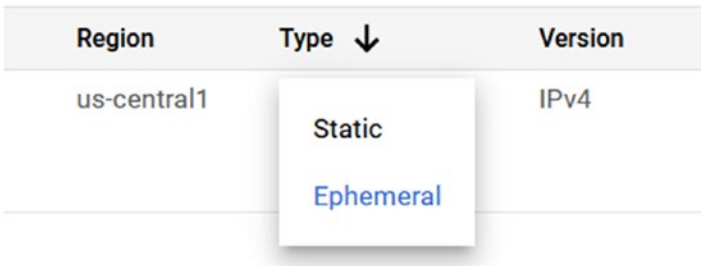 Region Type ↓ Version
us-central1 IPv4
Static
Ephemeral